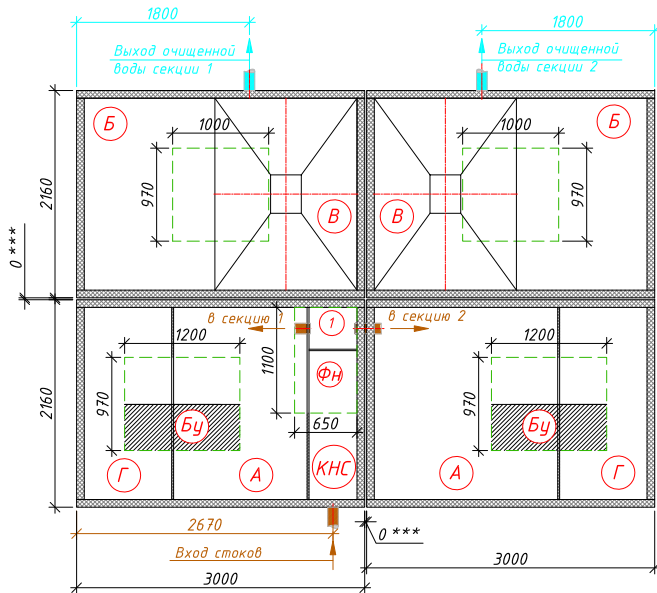 1800
1800
Выход очищенной
воды секции 1
Выход очищенной
воды секции 2
Б
1000
1000
Б
970
970
2160
В
В
0 ***
в секцию 1
1
в секцию 2
1200
1200
1100
Фн
970
970
2160
Бу
650
Бу
Г
А
КНС
А
Г
2670
0 ***
Вход стоков
3000
3000